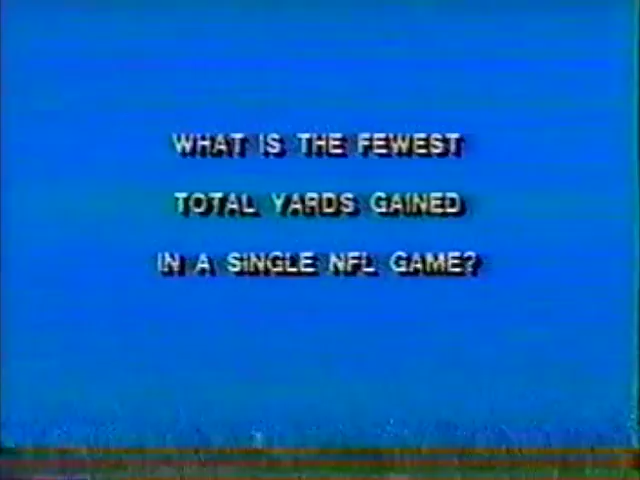 WHAT IS THE FEWEST
TOTAL YARDS GAINED
IN A SINGLE NFL GAME?